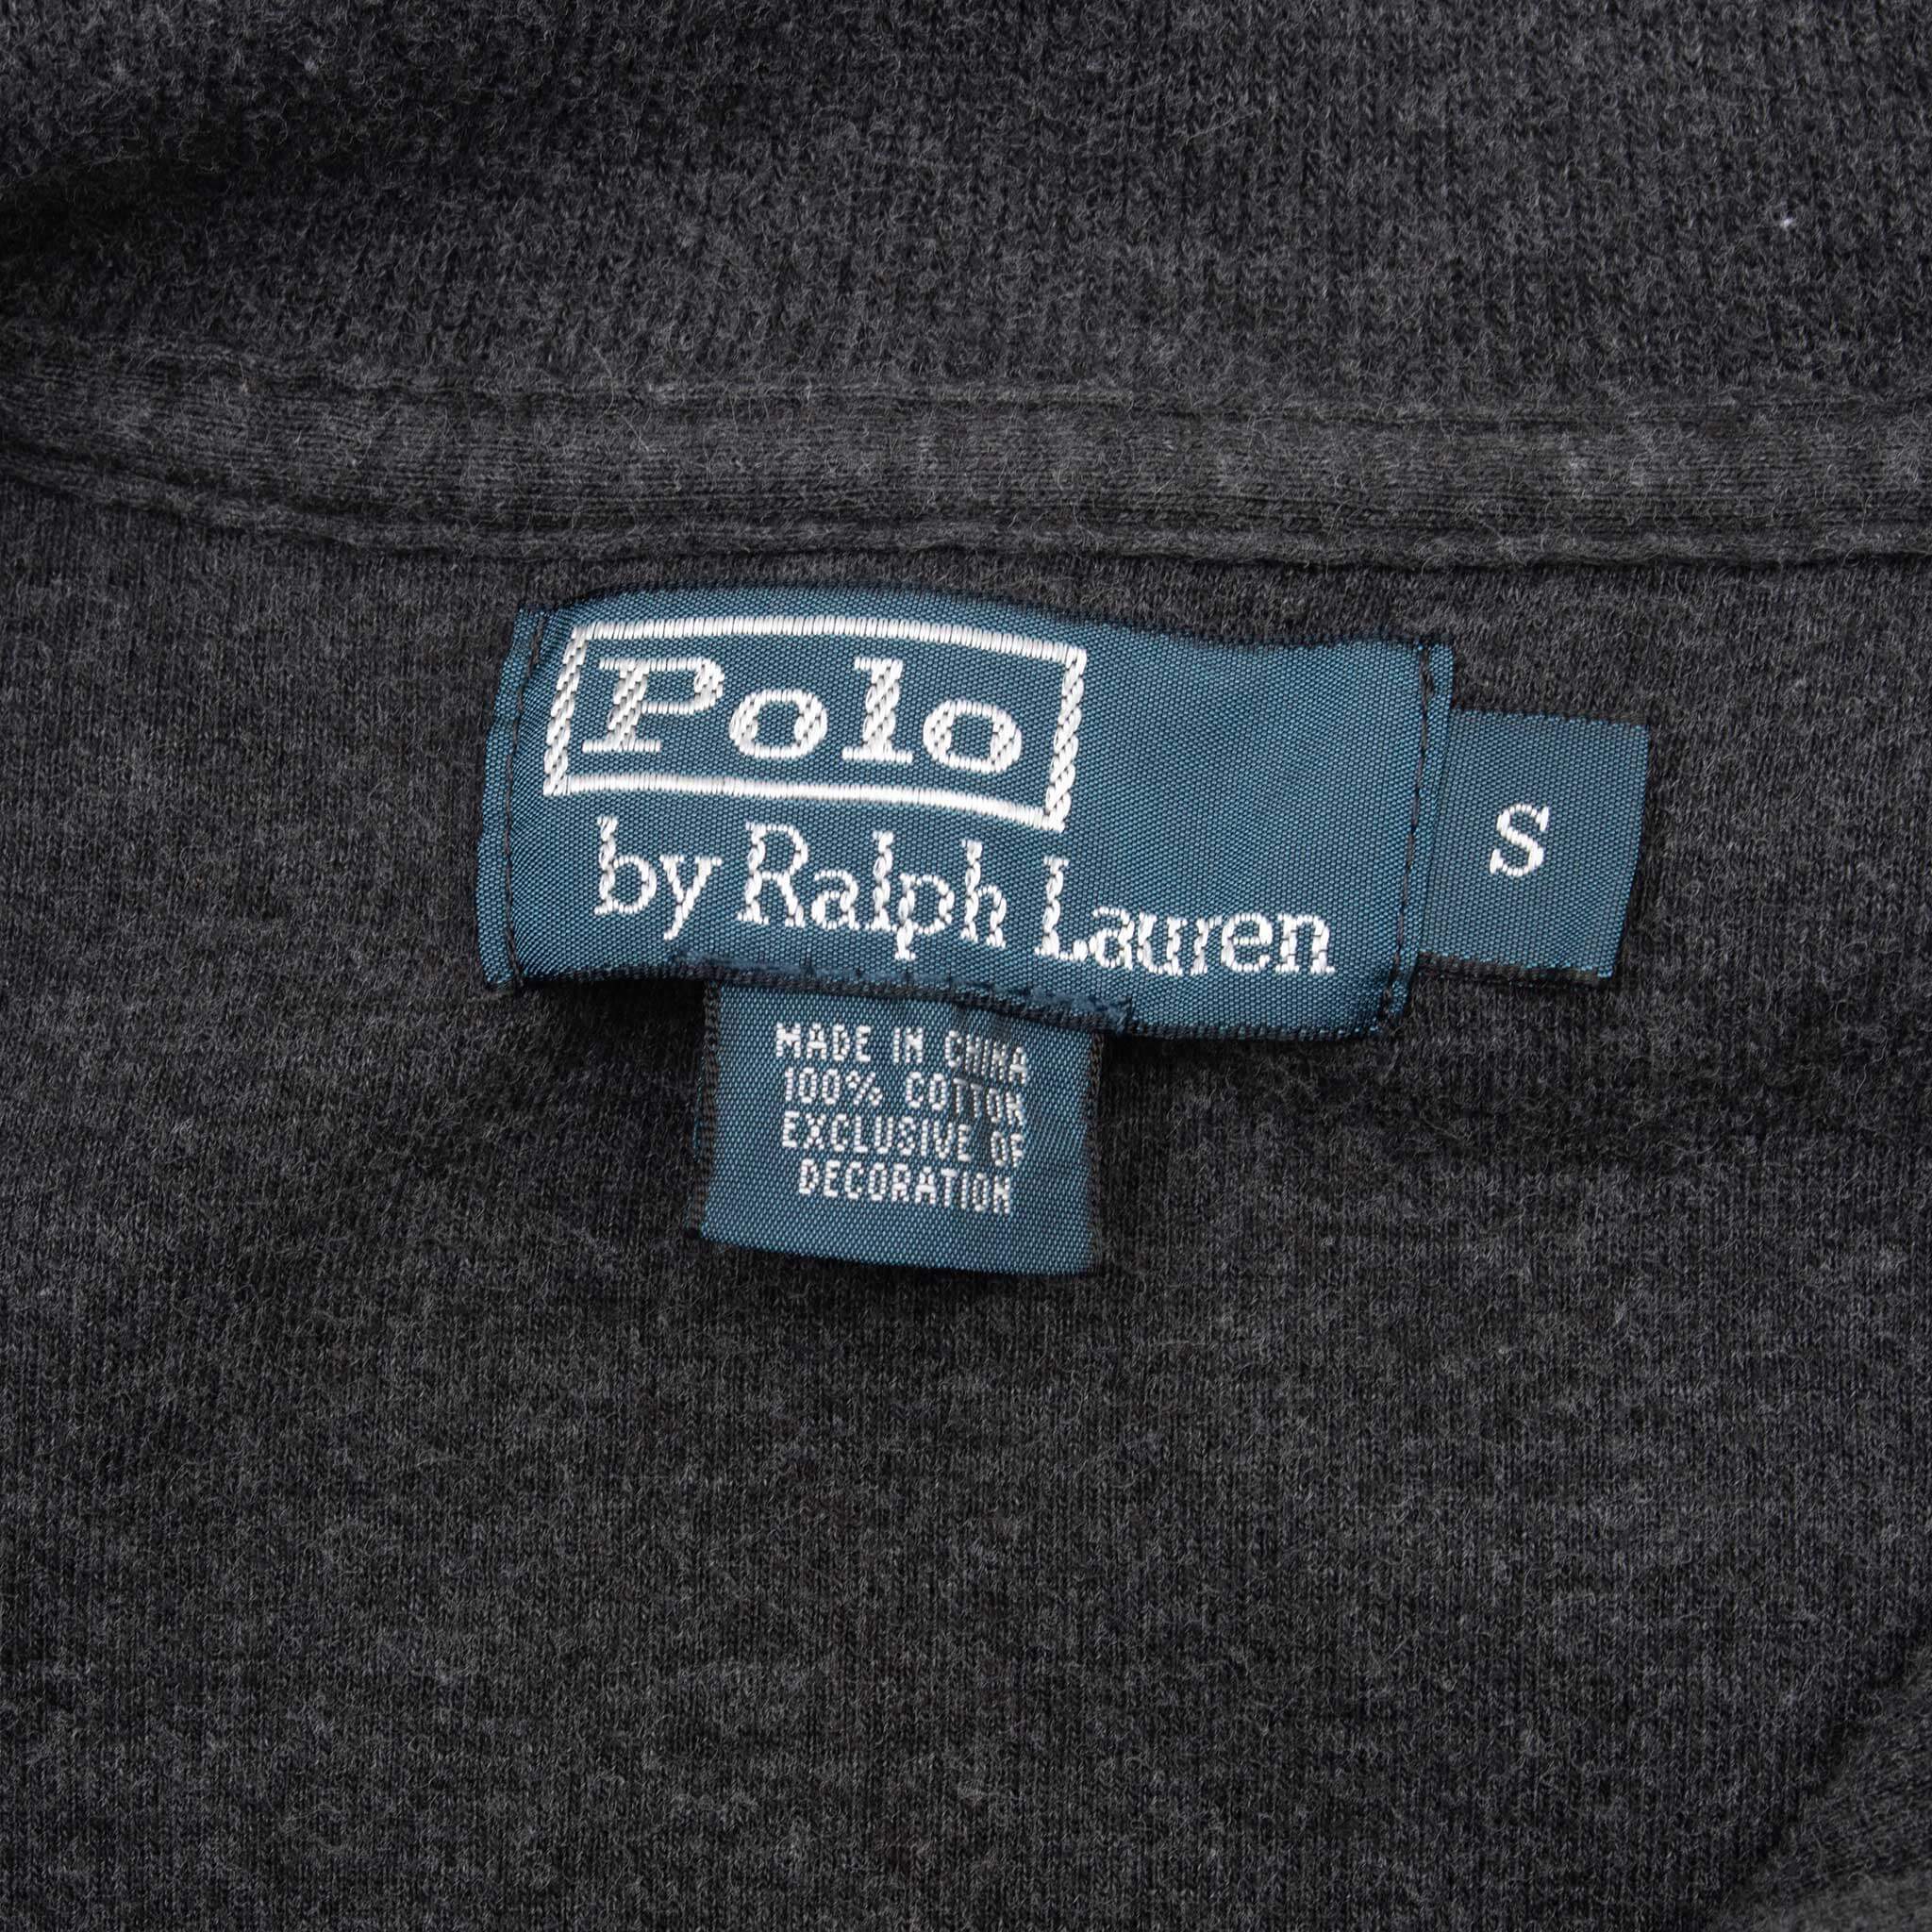 Polo
by Ralph Lauren
S
MADE IN CHINA
100% COTTON
EXCLUSIVE OF
DECORATION